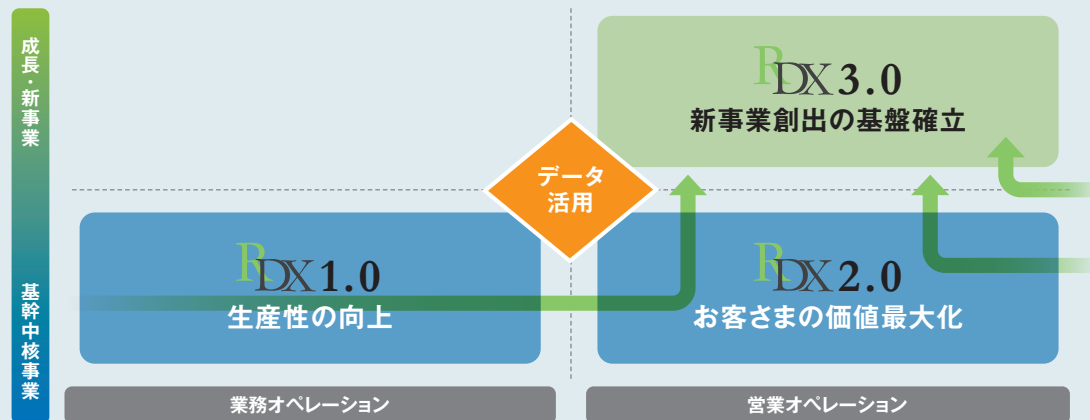 成長・新事業
RDX 3.0
新事業創出の基盤確立
データ
活用
基幹中核事業
RDX 1.0
生産性の向上
RDX 2.0
お客さまの価値最大化
業務オペレーション
営業オペレーション